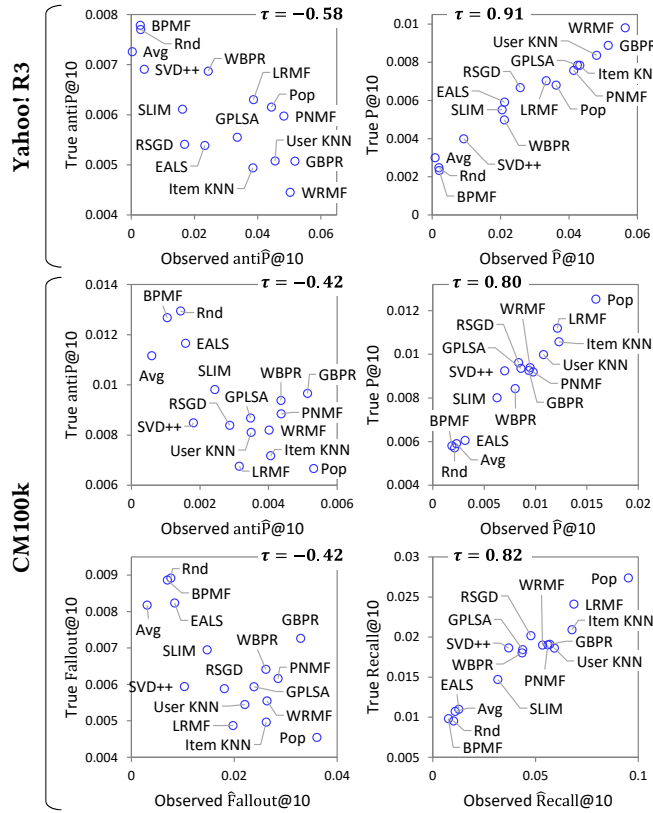 Yahoo! R3
τ = −0.58
True antiP@10
0.008
0.007
0.006
0.005
0.004
BPMF
Rnd
Avg
SVD++
WBPR
SLIM
LRMF
Pop
GPLSA
PNMF
RSGD
EALS
User KNN
GBPR
Item KNN
WRMF
0
0.02
0.04
0.06
Observed antiP̂@10
τ = 0.91
True P@10
0.01
0.008
0.006
0.004
0.002
0
WRMF
User KNN
GBPR
GPLSA
RSGD
LRMF
Item KN
EALS
PNMF
SLIM
Pop
WBPR
Avg
SVD++
Rnd
BPMF
0
0.02
0.04
0.06
Observed P̂@10
CM100k
τ = −0.42
True antiP@10
0.014
0.012
0.01
0.008
0.006
BPMF
Rnd
EALS
Avg
SLIM
WBPR
GBPR
RSGD
GPLSA
PNMF
SVD++
WRMF
User KNN
Item KNN
LRMF
Pop
0
0.002
0.004
0.006
Observed antiP̂@10
τ = 0.80
True P@10
0.012
0.01
0.008
0.006
0.004
WRMF
Pop
RSGD
LRMF
GPLSA
Item KNN
SVD++
User KNN
PNMF
SLIM
GBPR
BPMF
WBPR
EALS
Avg
Rnd
0
0.01
0.02
Observed P̂@10
τ = −0.42
True Fallout@10
0.009
0.008
0.007
0.006
0.005
0.004
Rnd
BPMF
EALS
Avg
GBPR
SLIM
WBPR
RSGD
PNMF
SVD++
GPLSA
User KNN
WRMF
LRMF
Item KNN
Pop
0
0.02
0.04
Observed F̂allout@10
τ = 0.82
True Recall@10
0.03
0.025
0.02
0.015
0.01
0.005
WRMF
Pop
RSGD
LRMF
GPLSA
Item KNN
SVD++
GBPR
WBPR
User KNN
PNMF
EALS
SLIM
Avg
Rnd
BPMF
0
0.05
0.1
Observed R̂ecall@10